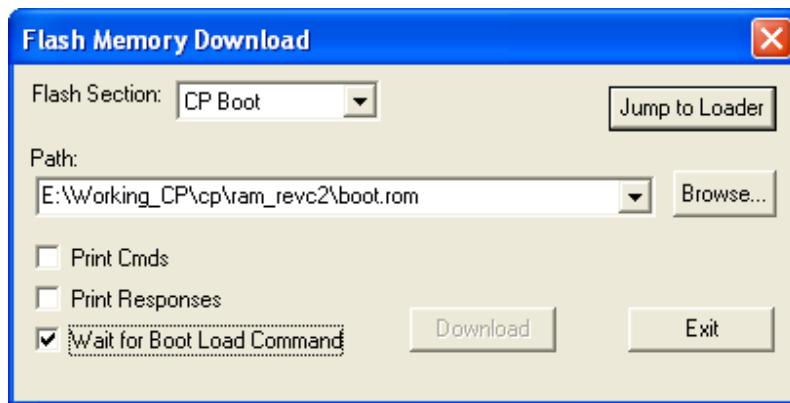 Flash Memory Download
Flash Section: CP Boot
Jump to Loader
Path:
E:\Working_CP\cp\ram_revc2\boot.rom
Browse...
Print Cmds
Print Responses
Wait for Boot Load Command
Download
Exit